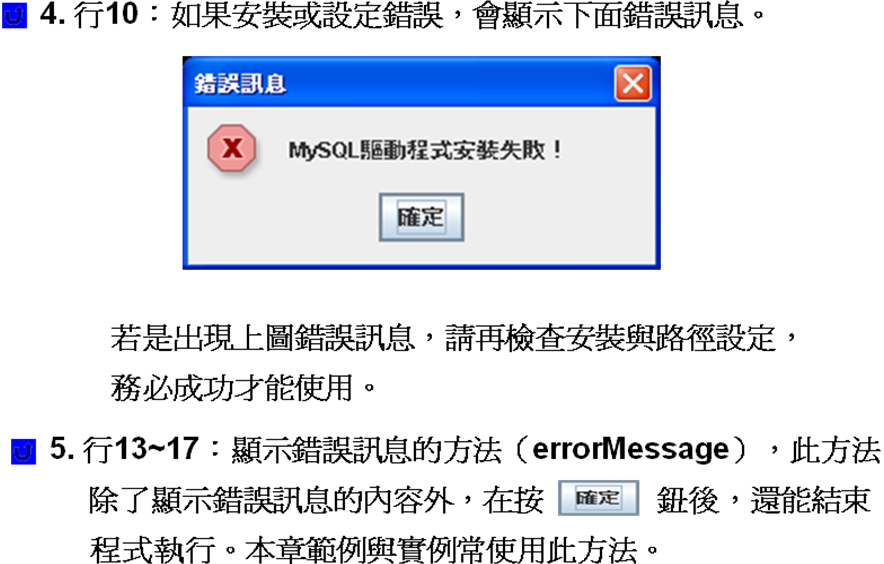 4. 行10：如果安裝或設定錯誤，會顯示下面錯誤訊息。
錯誤訊息
MySQL驅動程式安裝失敗！
確定
若是出現上圖錯誤訊息，請再檢查安裝與路徑設定，
務必成功才能使用。
5. 行13~17：顯示錯誤訊息的方法（errorMessage），此方法
除了顯示錯誤訊息的內容外，在按 確定 鈕後，還能結束
程式執行。本章範例與實例常使用此方法。